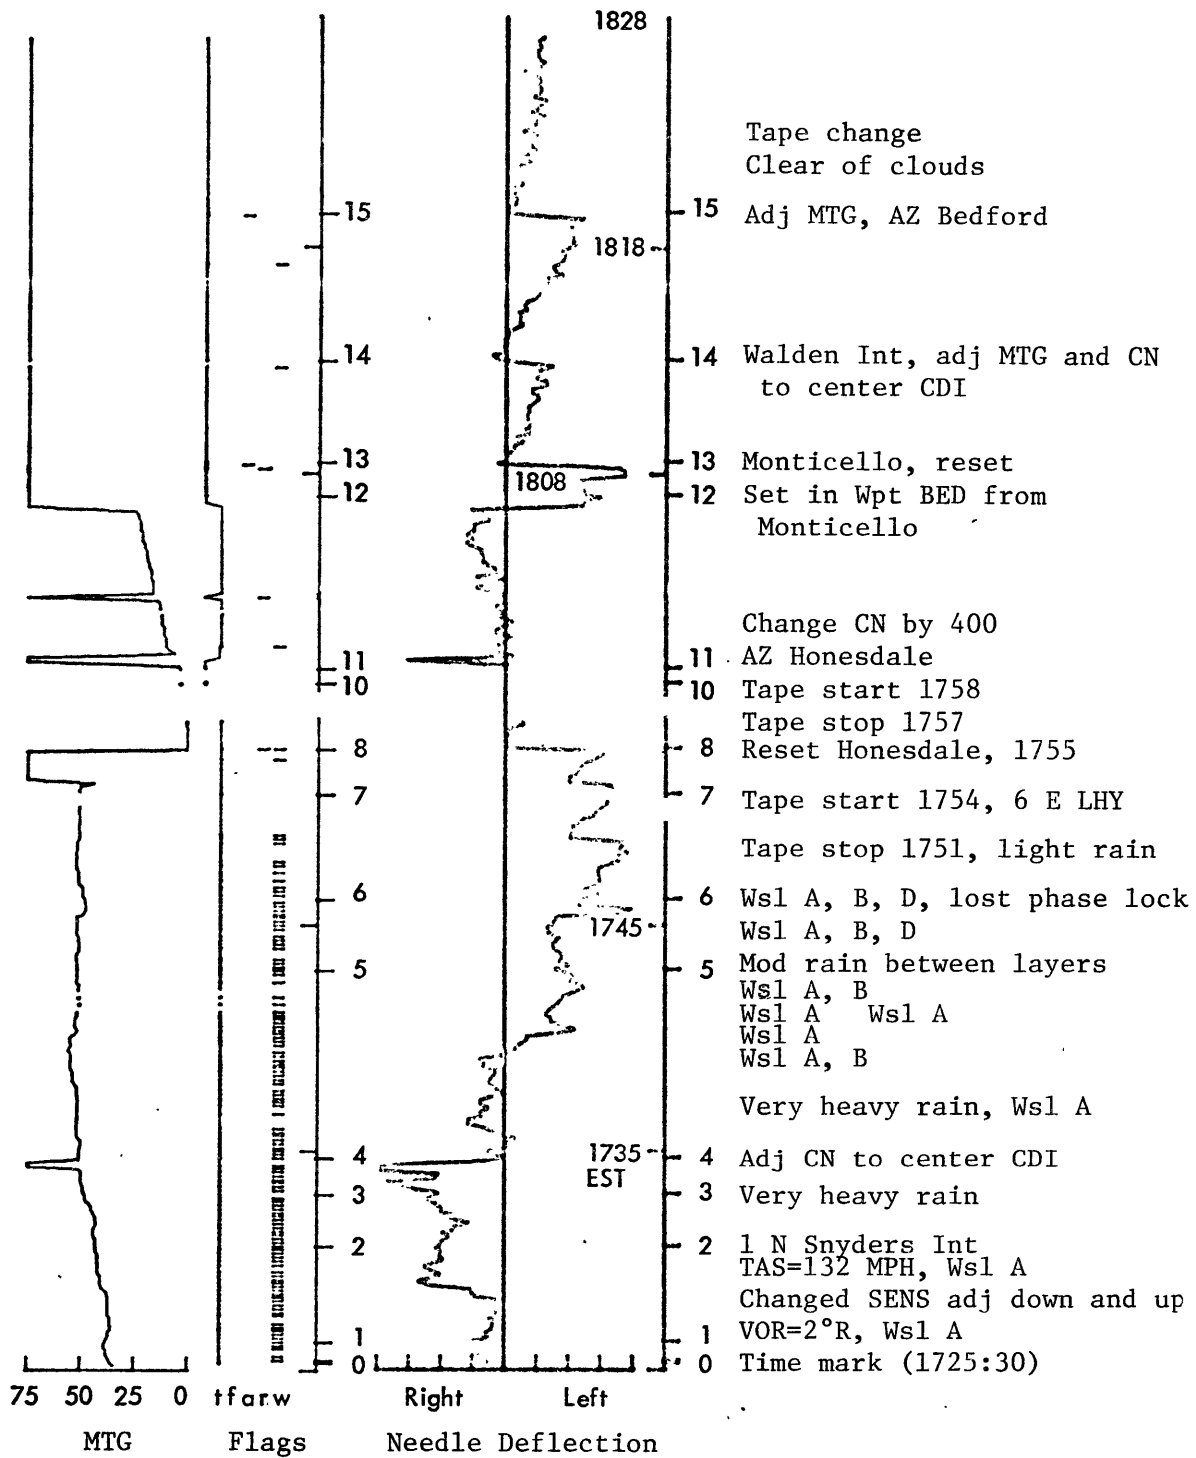 1828
Tape change
Clear of clouds
15 15 Adj MTG, AZ Bedford
1818
14 14 Walden Int, adj MTG and CN
to center CDI
13 13 Monticello, reset
1808
12 12 Set in Wpt BED from
Monticello
Change CN by 400
11 11 AZ Honesdale
10 10 Tape start 1758
Tape stop 1757
8 8 Reset Honesdale, 1755
7 7 Tape start 1754, 6 E LHY
Tape stop 1751, light rain
6 6 Wsl A, B, D, lost phase lock
1745 Wsl A, B, D
5 5 Mod rain between layers
Wsl A, B
Wsl A Wsl A
Wsl A
Wsl A, B
Very heavy rain, Wsl A
4 1735 4 Adj CN to center CDI
EST
3 3 Very heavy rain
2 2 1 N Snyders Int
TAS=132 MPH, Wsl A
Changed SENS adj down and up
1 1 VOR=2°R, Wsl A
0 0 Time mark (1725:30)
75 50 25 0 t f a r w Right Left
MTG Flags Needle Deflection